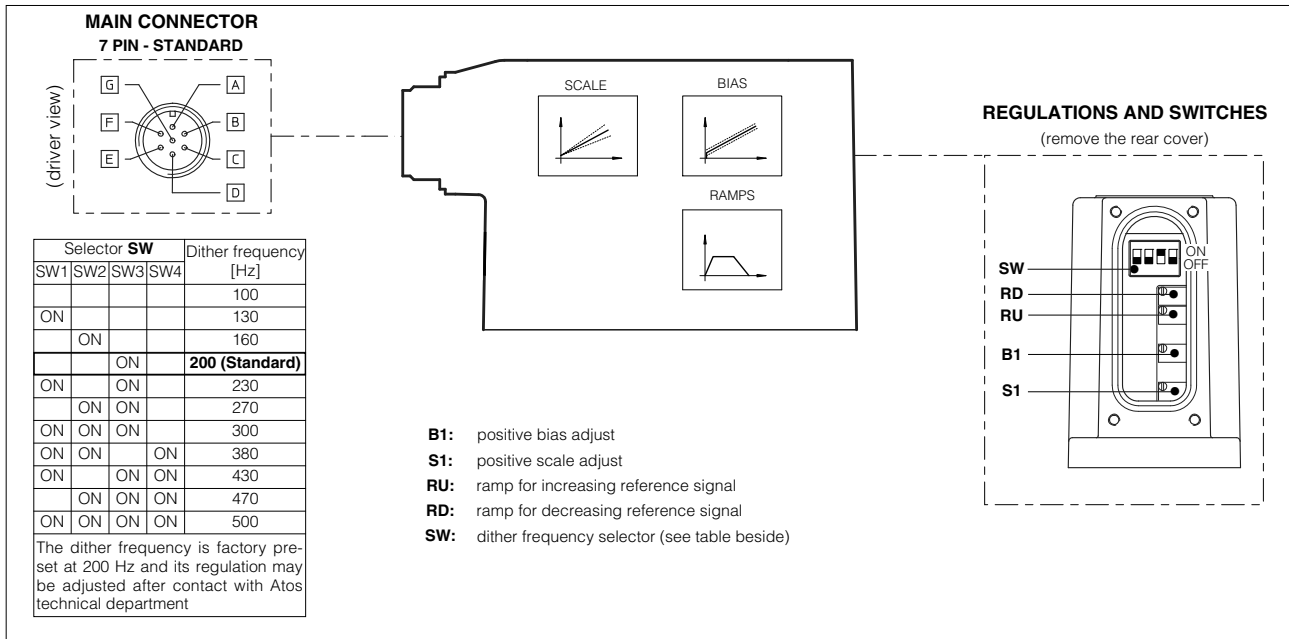 MAIN CONNECTOR
7 PIN - STANDARD
(driver view)
G
A
F
B
E
C
D
SCALE
BIAS
RAMPS
REGULATIONS AND SWITCHES
(remove the rear cover)
ON
OFF
SW
RD
RU
B1
S1
Selector SW Dither frequency [Hz]
SW1 SW2 SW3 SW4
100
ON 130
ON 160
ON 200 (Standard)
ON ON 230
ON ON 270
ON ON ON 300
ON ON ON 380
ON ON ON 430
ON ON ON 470
ON ON ON ON 500
The dither frequency is factory pre-
set at 200 Hz and its regulation may
be adjusted after contact with Atos
technical department
B1: positive bias adjust
S1: positive scale adjust
RU: ramp for increasing reference signal
RD: ramp for decreasing reference signal
SW: dither frequency selector (see table beside)